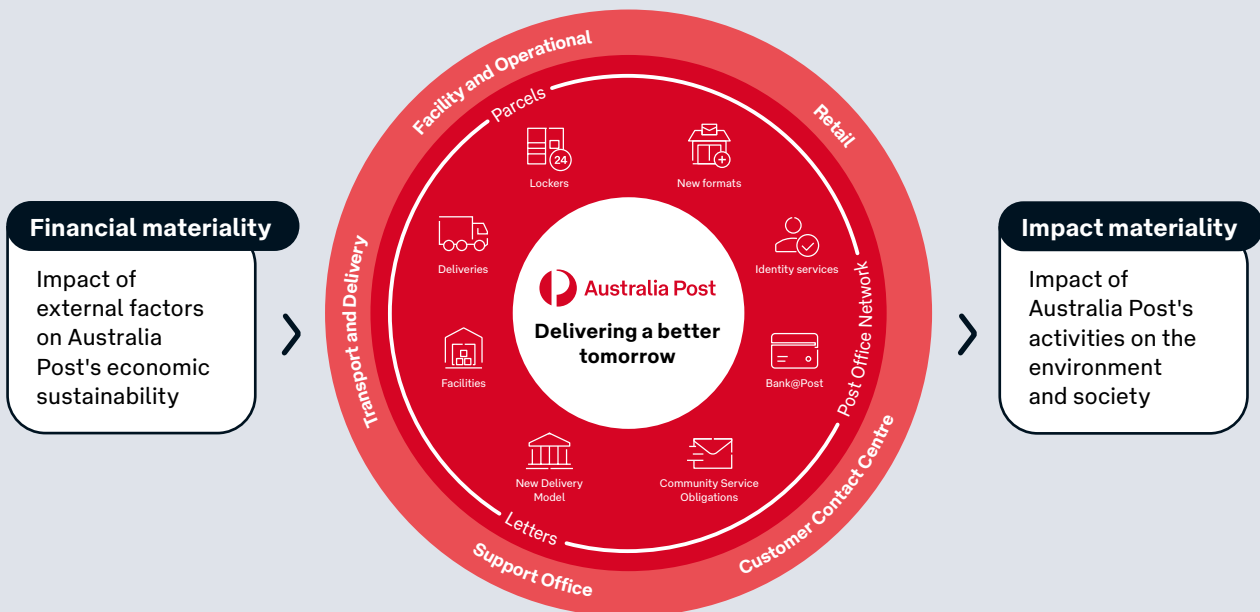 Financial materiality
Impact of
external factors
on Australia
Post's economic
sustainability
Facility and Operational
Retail
Transport and Delivery
Customer Contact Centre
Support Office
Parcels
Post Office Network
Letters
24
Lockers
New formats
Deliveries
Identity services
Facilities
Bank@Post
New Delivery
Model
Community Service
Obligations
Australia Post
Delivering a better
tomorrow
Impact materiality
Impact of
Australia Post's
activities on the
environment
and society